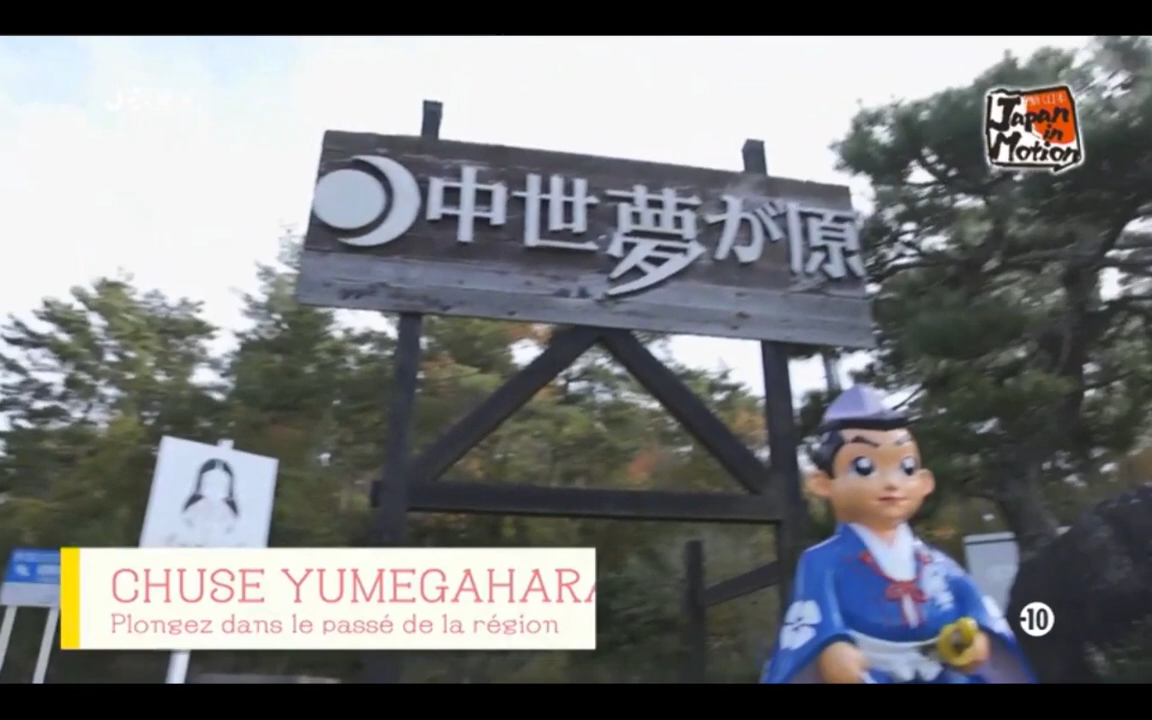 Japan
in
Motion
中世夢が原
CHUSE YUMEGAHARA
Plongez dans le passé de la région
-10